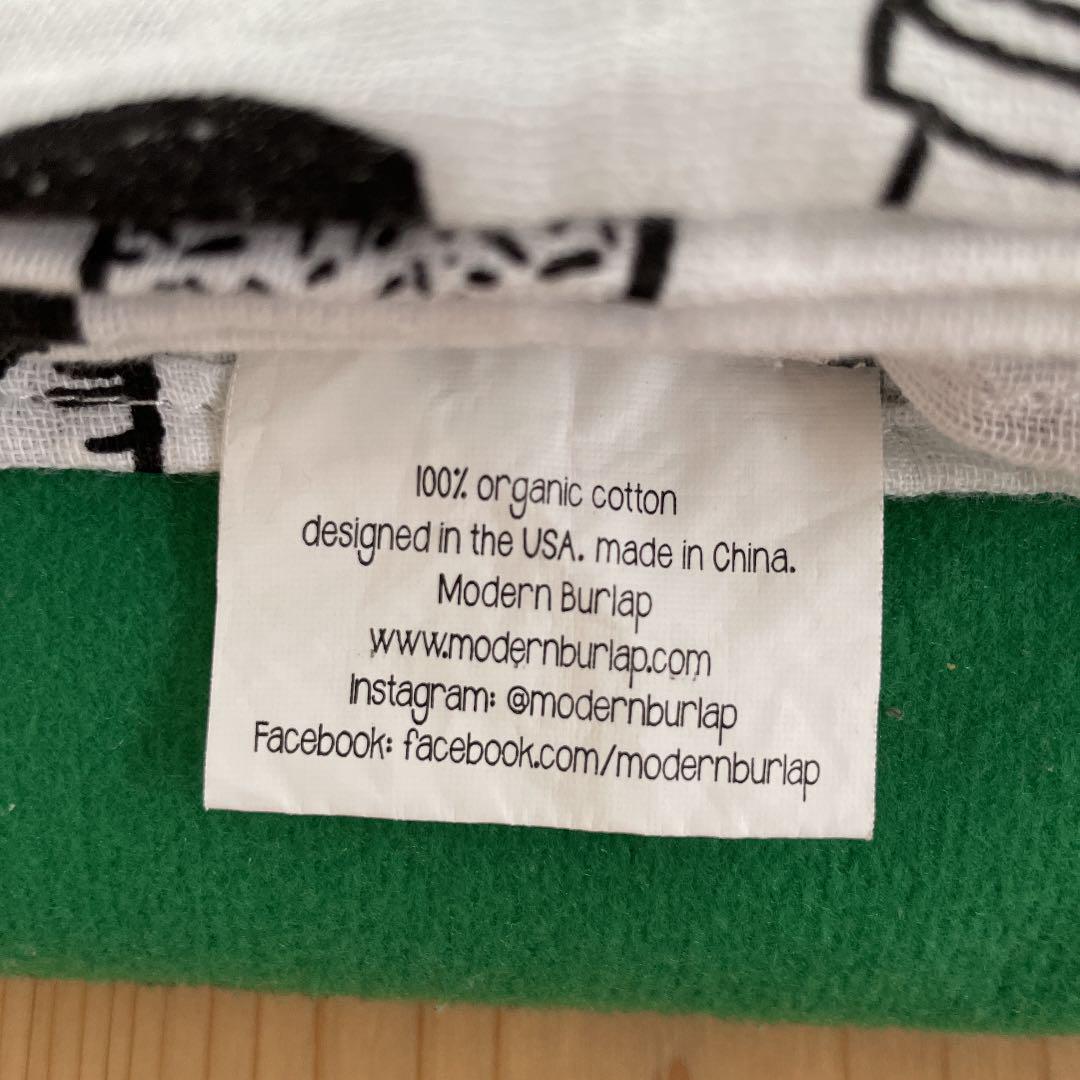 100% organic cotton
designed in the USA. made in China.
Modern Burlap
www.modernburlap.com
Instagram: @modernburlap
Facebook: facebook.com/modernburlap